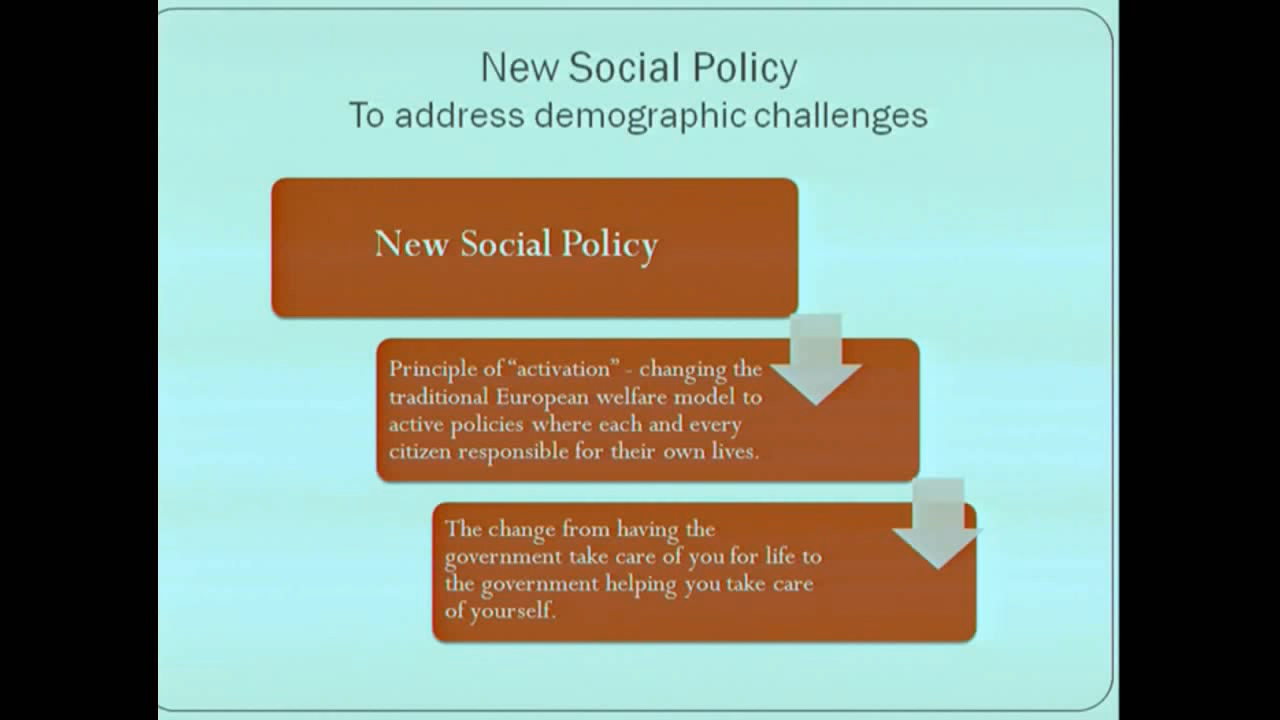 New Social Policy
To address demographic challenges
New Social Policy
Principle of “activation” - changing the
traditional European welfare model to
active policies where each and every
citizen responsible for their own lives.
The change from having the
government take care of you for life to
the government helping you take care
of yourself.